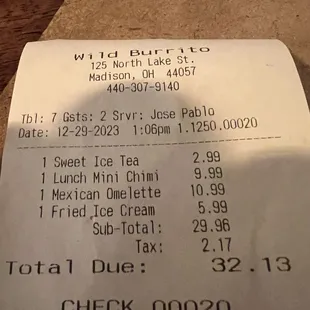 Wild Burrito
125 North Lake St.
Madison, OH  44057
440-307-9140
Tbl: 7 Gsts: 2 Srvr: Jose Pablo
Date: 12-29-2023  1:06pm 1.1250.00020
1 Sweet Ice Tea 2.99
1 Lunch Mini Chimi 9.99
1 Mexican Omelette 10.99
1 Fried Ice Cream 5.99
Sub-Total: 29.96
Tax: 2.17
Total Due: 32.13
CHECK 00020